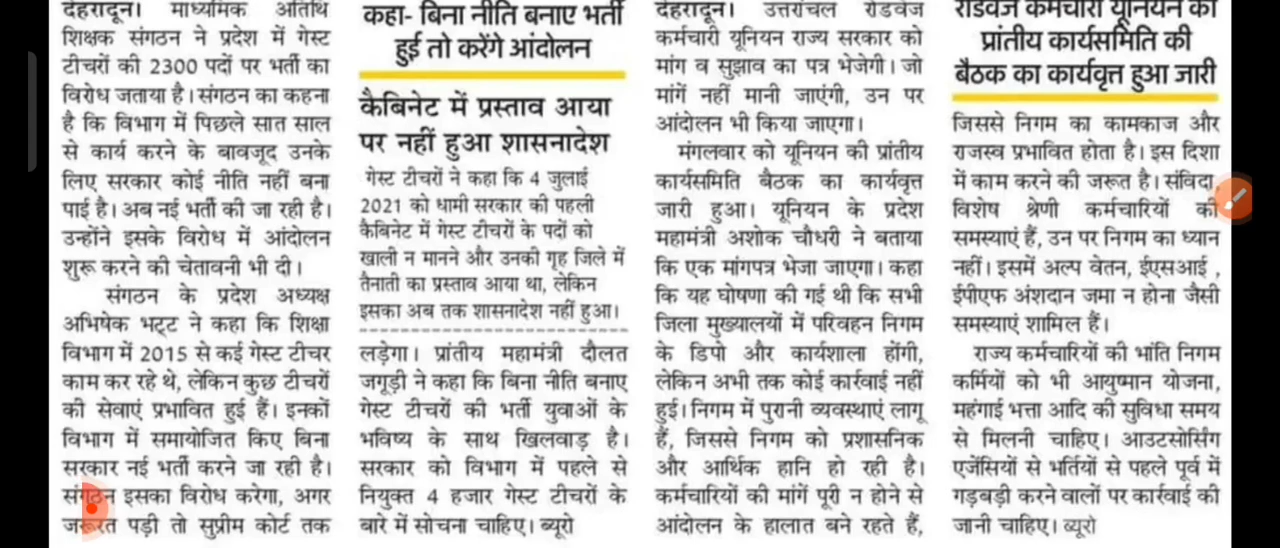 देहरादून। माध्यमिक अतिथि
शिक्षक संगठन ने प्रदेश में गेस्ट
टीचरों की 2300 पदों पर भर्ती का
विरोध जताया है। संगठन का कहना
है कि विभाग में पिछले सात साल
से कार्य करने के बावजूद उनके
लिए सरकार कोई नीति नहीं बना
पाई है। अब नई भर्ती की जा रही है।
उन्होंने इसके विरोध में आंदोलन
शुरू करने की चेतावनी भी दी।
संगठन के प्रदेश अध्यक्ष
अभिषेक भट्ट ने कहा कि शिक्षा
विभाग में 2015 से कई गेस्ट टीचर
काम कर रहे थे, लेकिन कुछ टीचरों
की सेवाएं प्रभावित हुई हैं। इनको
विभाग में समायोजित किए बिना
सरकार नई भर्ती करने जा रही है।
संगठन इसका विरोध करेगा, अगर
जरूरत पड़ी तो सुप्रीम कोर्ट तक
कहा- बिना नीति बनाए भर्ती
हुई तो करेंगे आंदोलन
कैबिनेट में प्रस्ताव आया
पर नहीं हुआ शासनादेश
गेस्ट टीचरों ने कहा कि 4 जुलाई
2021 को धामी सरकार की पहली
कैबिनेट में गेस्ट टीचरों के पदों को
खाली न मानने और उनकी गृह जिले में
तैनाती का प्रस्ताव आया था, लेकिन
इसका अब तक शासनादेश नहीं हुआ।
लड़ेगा। प्रांतीय महामंत्री दौलत
जगूड़ी ने कहा कि बिना नीति बनाए
गेस्ट टीचरों की भर्ती युवाओं के
भविष्य के साथ खिलवाड़ है।
सरकार को विभाग में पहले से
नियुक्त 4 हजार गेस्ट टीचरों के
बारे में सोचना चाहिए। ब्यूरो
देहरादून। उत्तरांचल रोडवेज
कर्मचारी यूनियन राज्य सरकार को
मांग व सुझाव का पत्र भेजेगी। जो
मांगें नहीं मानी जाएंगी, उन पर
आंदोलन भी किया जाएगा।
मंगलवार को यूनियन की प्रांतीय
कार्यसमिति बैठक का कार्यवृत्त
जारी हुआ। यूनियन के प्रदेश
महामंत्री अशोक चौधरी ने बताया
कि एक मांगपत्र भेजा जाएगा। कहा
कि यह घोषणा की गई थी कि सभी
जिला मुख्यालयों में परिवहन निगम
के डिपो और कार्यशाला होंगी,
लेकिन अभी तक कोई कार्रवाई नहीं
हुई। निगम में पुरानी व्यवस्थाएं लागू
हैं, जिससे निगम को प्रशासनिक
और आर्थिक हानि हो रही है।
कर्मचारियों की मांगें पूरी न होने से
आंदोलन के हालात बने रहते हैं,
रोडवेज कर्मचारी यूनियन की
प्रांतीय कार्यसमिति की
बैठक का कार्यवृत्त हुआ जारी
जिससे निगम का कामकाज और
राजस्व प्रभावित होता है। इस दिशा
में काम करने की जरूत है। संविदा,
विशेष श्रेणी कर्मचारियों की
समस्याएं हैं, उन पर निगम का ध्यान
नहीं। इसमें अल्प वेतन, ईएसआई ,
ईपीएफ अंशदान जमा न होना जैसी
समस्याएं शामिल हैं।
राज्य कर्मचारियों की भांति निगम
कर्मियों को भी आयुष्मान योजना,
महंगाई भत्ता आदि की सुविधा समय
से मिलनी चाहिए। आउटसोर्सिंग
एजेंसियों से भर्तियों से पहले पूर्व में
गड़बड़ी करने वालों पर कार्रवाई की
जानी चाहिए। ब्यूरो